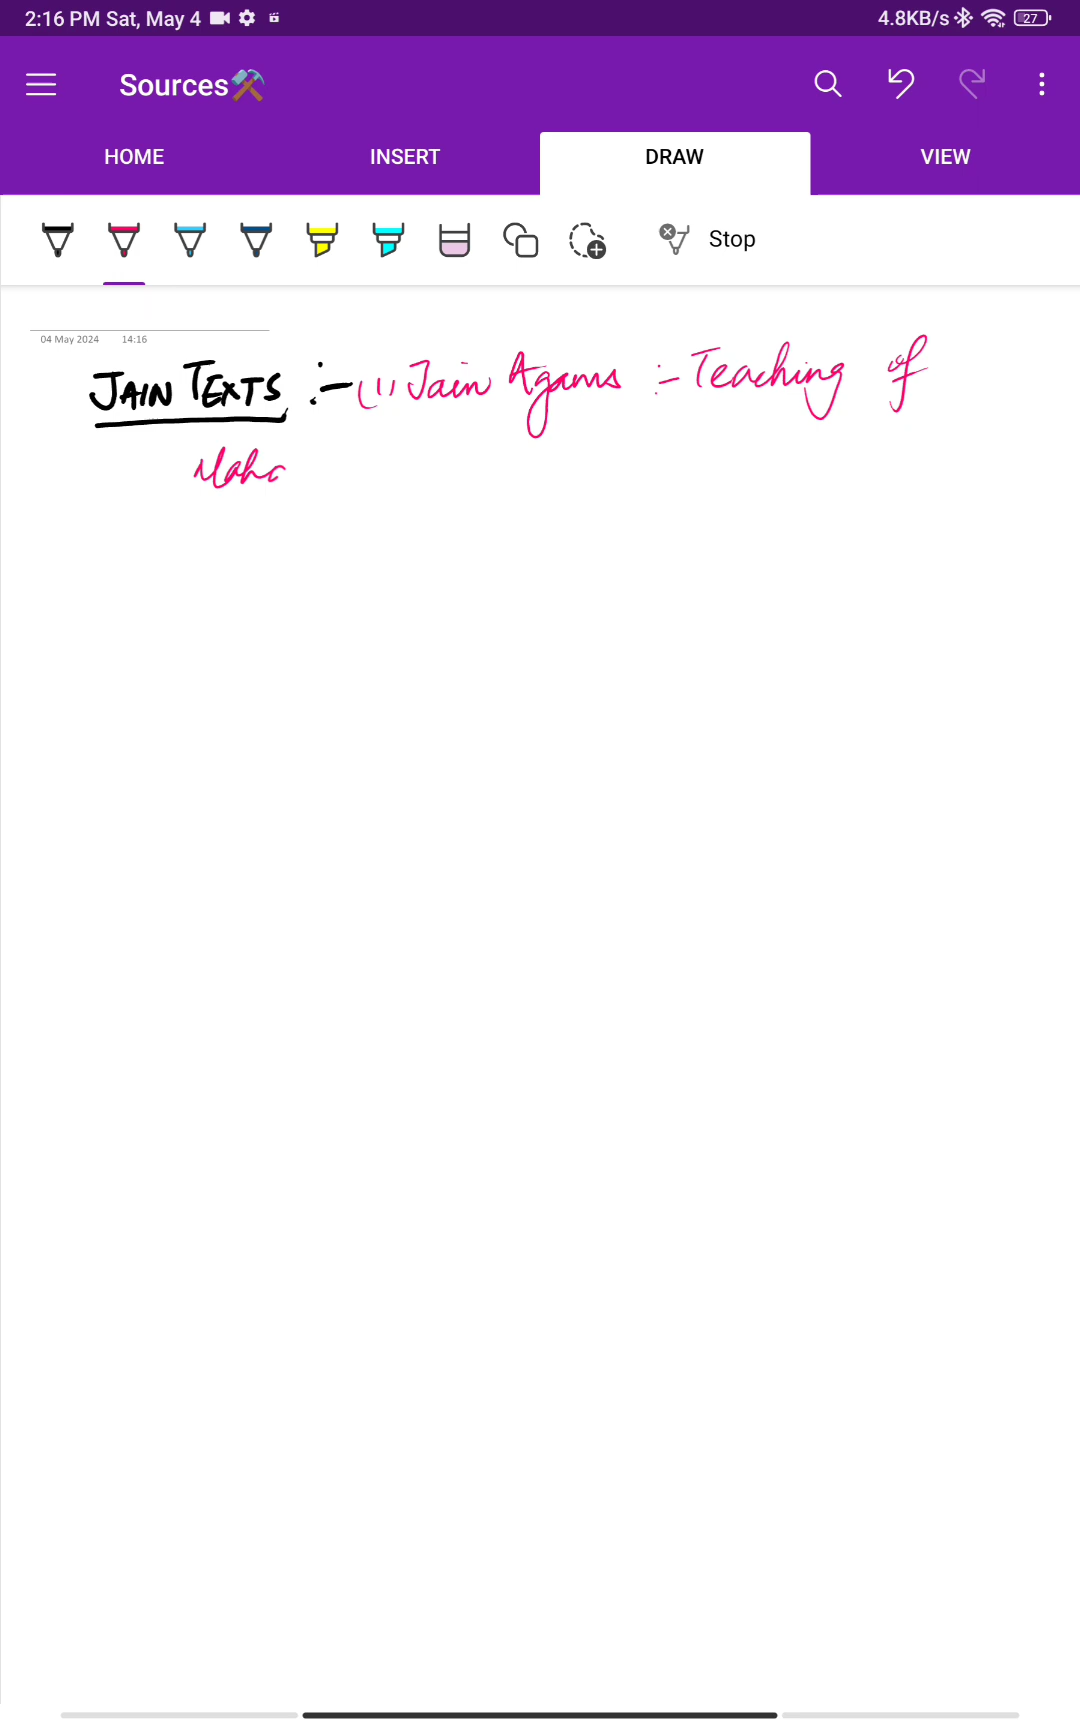 2:16 PM Sat, May 4 4.8KB/s 27
Sources
HOME INSERT DRAW VIEW
Stop
04 May 2024 14:16
JAIN TEXTS :- (1) Jain Agams :- Teaching of
Maha